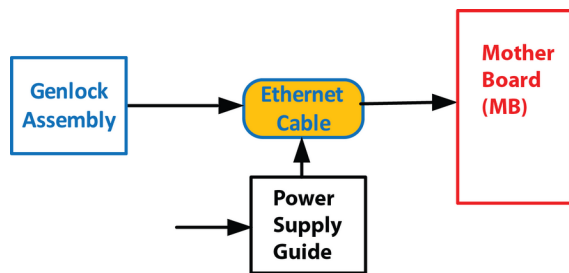 Genlock
Assembly
Ethernet
Cable
Mother
Board
(MB)
Power
Supply
Guide